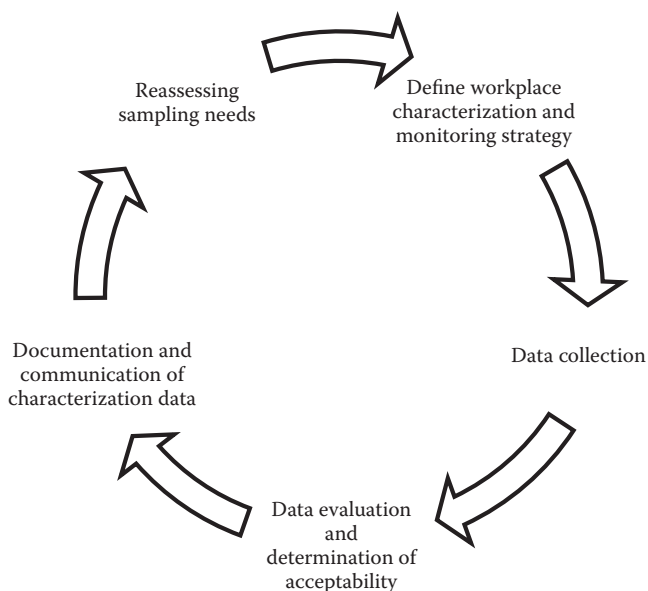 Reassessing
sampling needs
Define workplace
characterization and
monitoring strategy
Data collection
Data evaluation
and
determination of
acceptability
Documentation and
communication of
characterization data